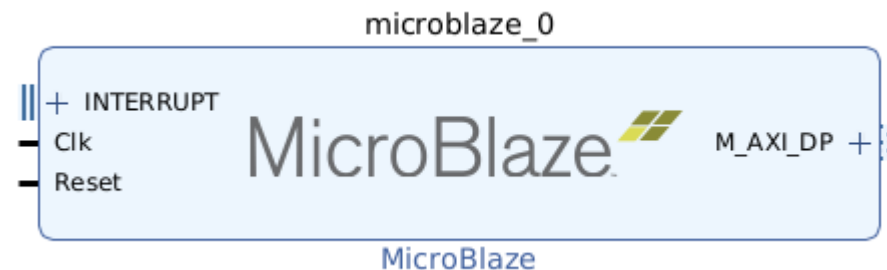 microblaze_0
INTERRUPT
Clk
Reset
MicroBlaze
M_AXI_DP
MicroBlaze